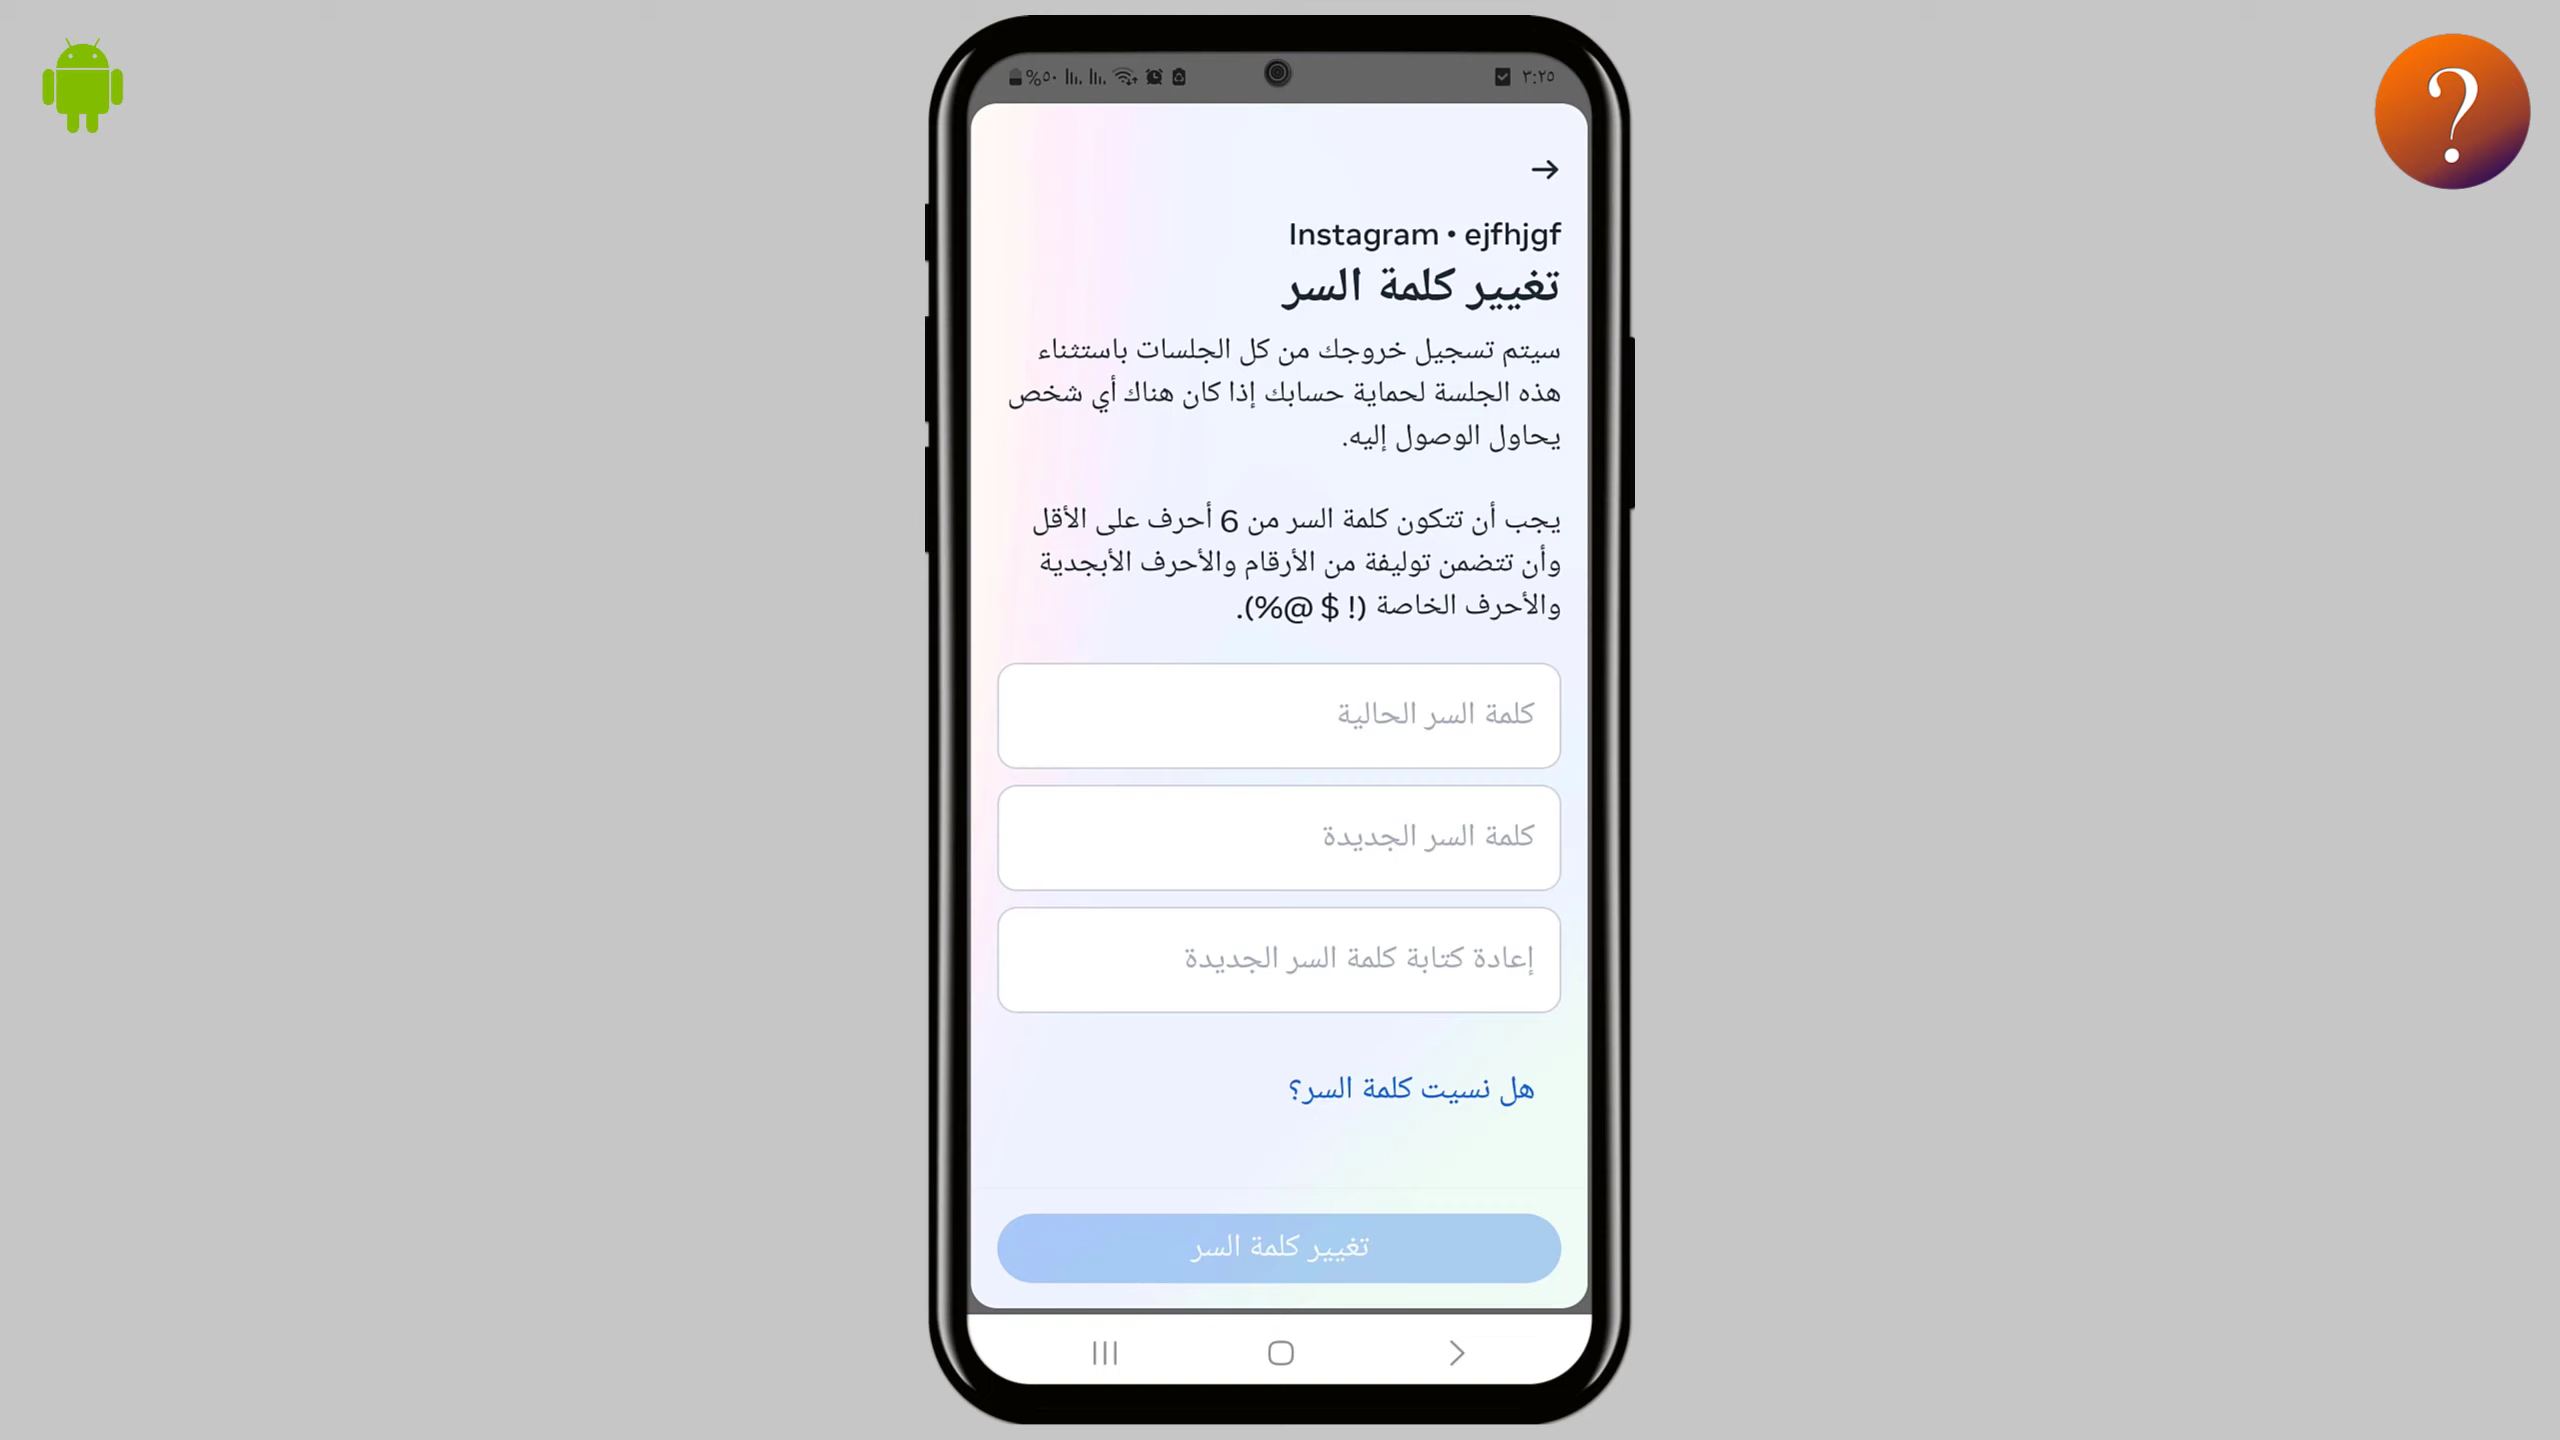 %٥٠
٣:٢٥
Instagram • ejfhjgf
تغيير كلمة السر
سيتم تسجيل خروجك من كل الجلسات باستثناء
هذه الجلسة لحماية حسابك إذا كان هناك أي شخص
يحاول الوصول إليه.
يجب أن تتكون كلمة السر من 6 أحرف على الأقل
وأن تتضمن توليفة من الأرقام والأحرف الأبجدية
والأحرف الخاصة (! $ @%).
كلمة السر الحالية
كلمة السر الجديدة
إعادة كتابة كلمة السر الجديدة
هل نسيت كلمة السر؟
تغيير كلمة السر
?